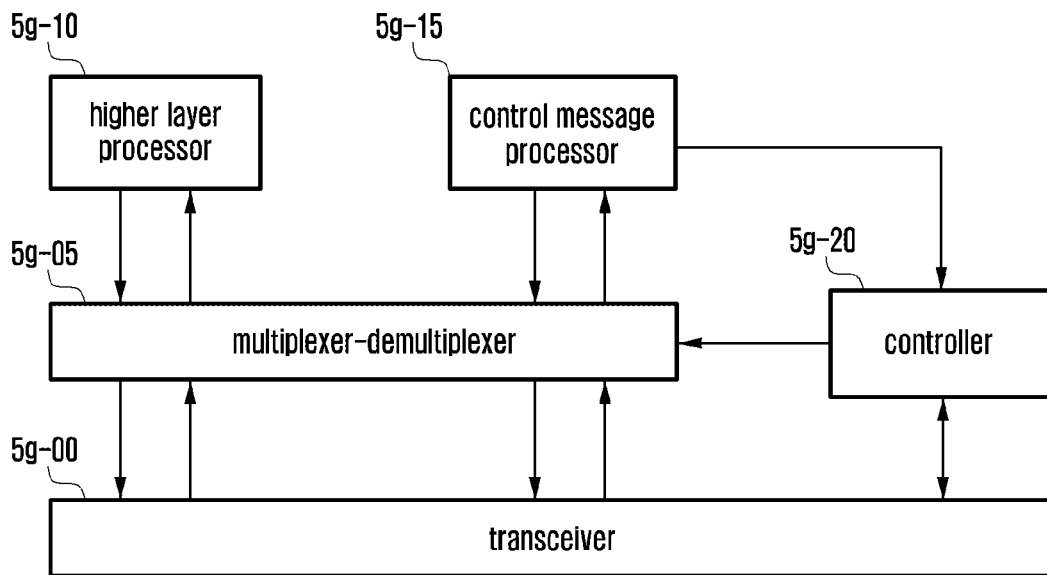 5g-10
5g-15
higher layer
processor
control message
processor
5g-05
5g-20
multiplexer-demultiplexer
controller
5g-00
transceiver